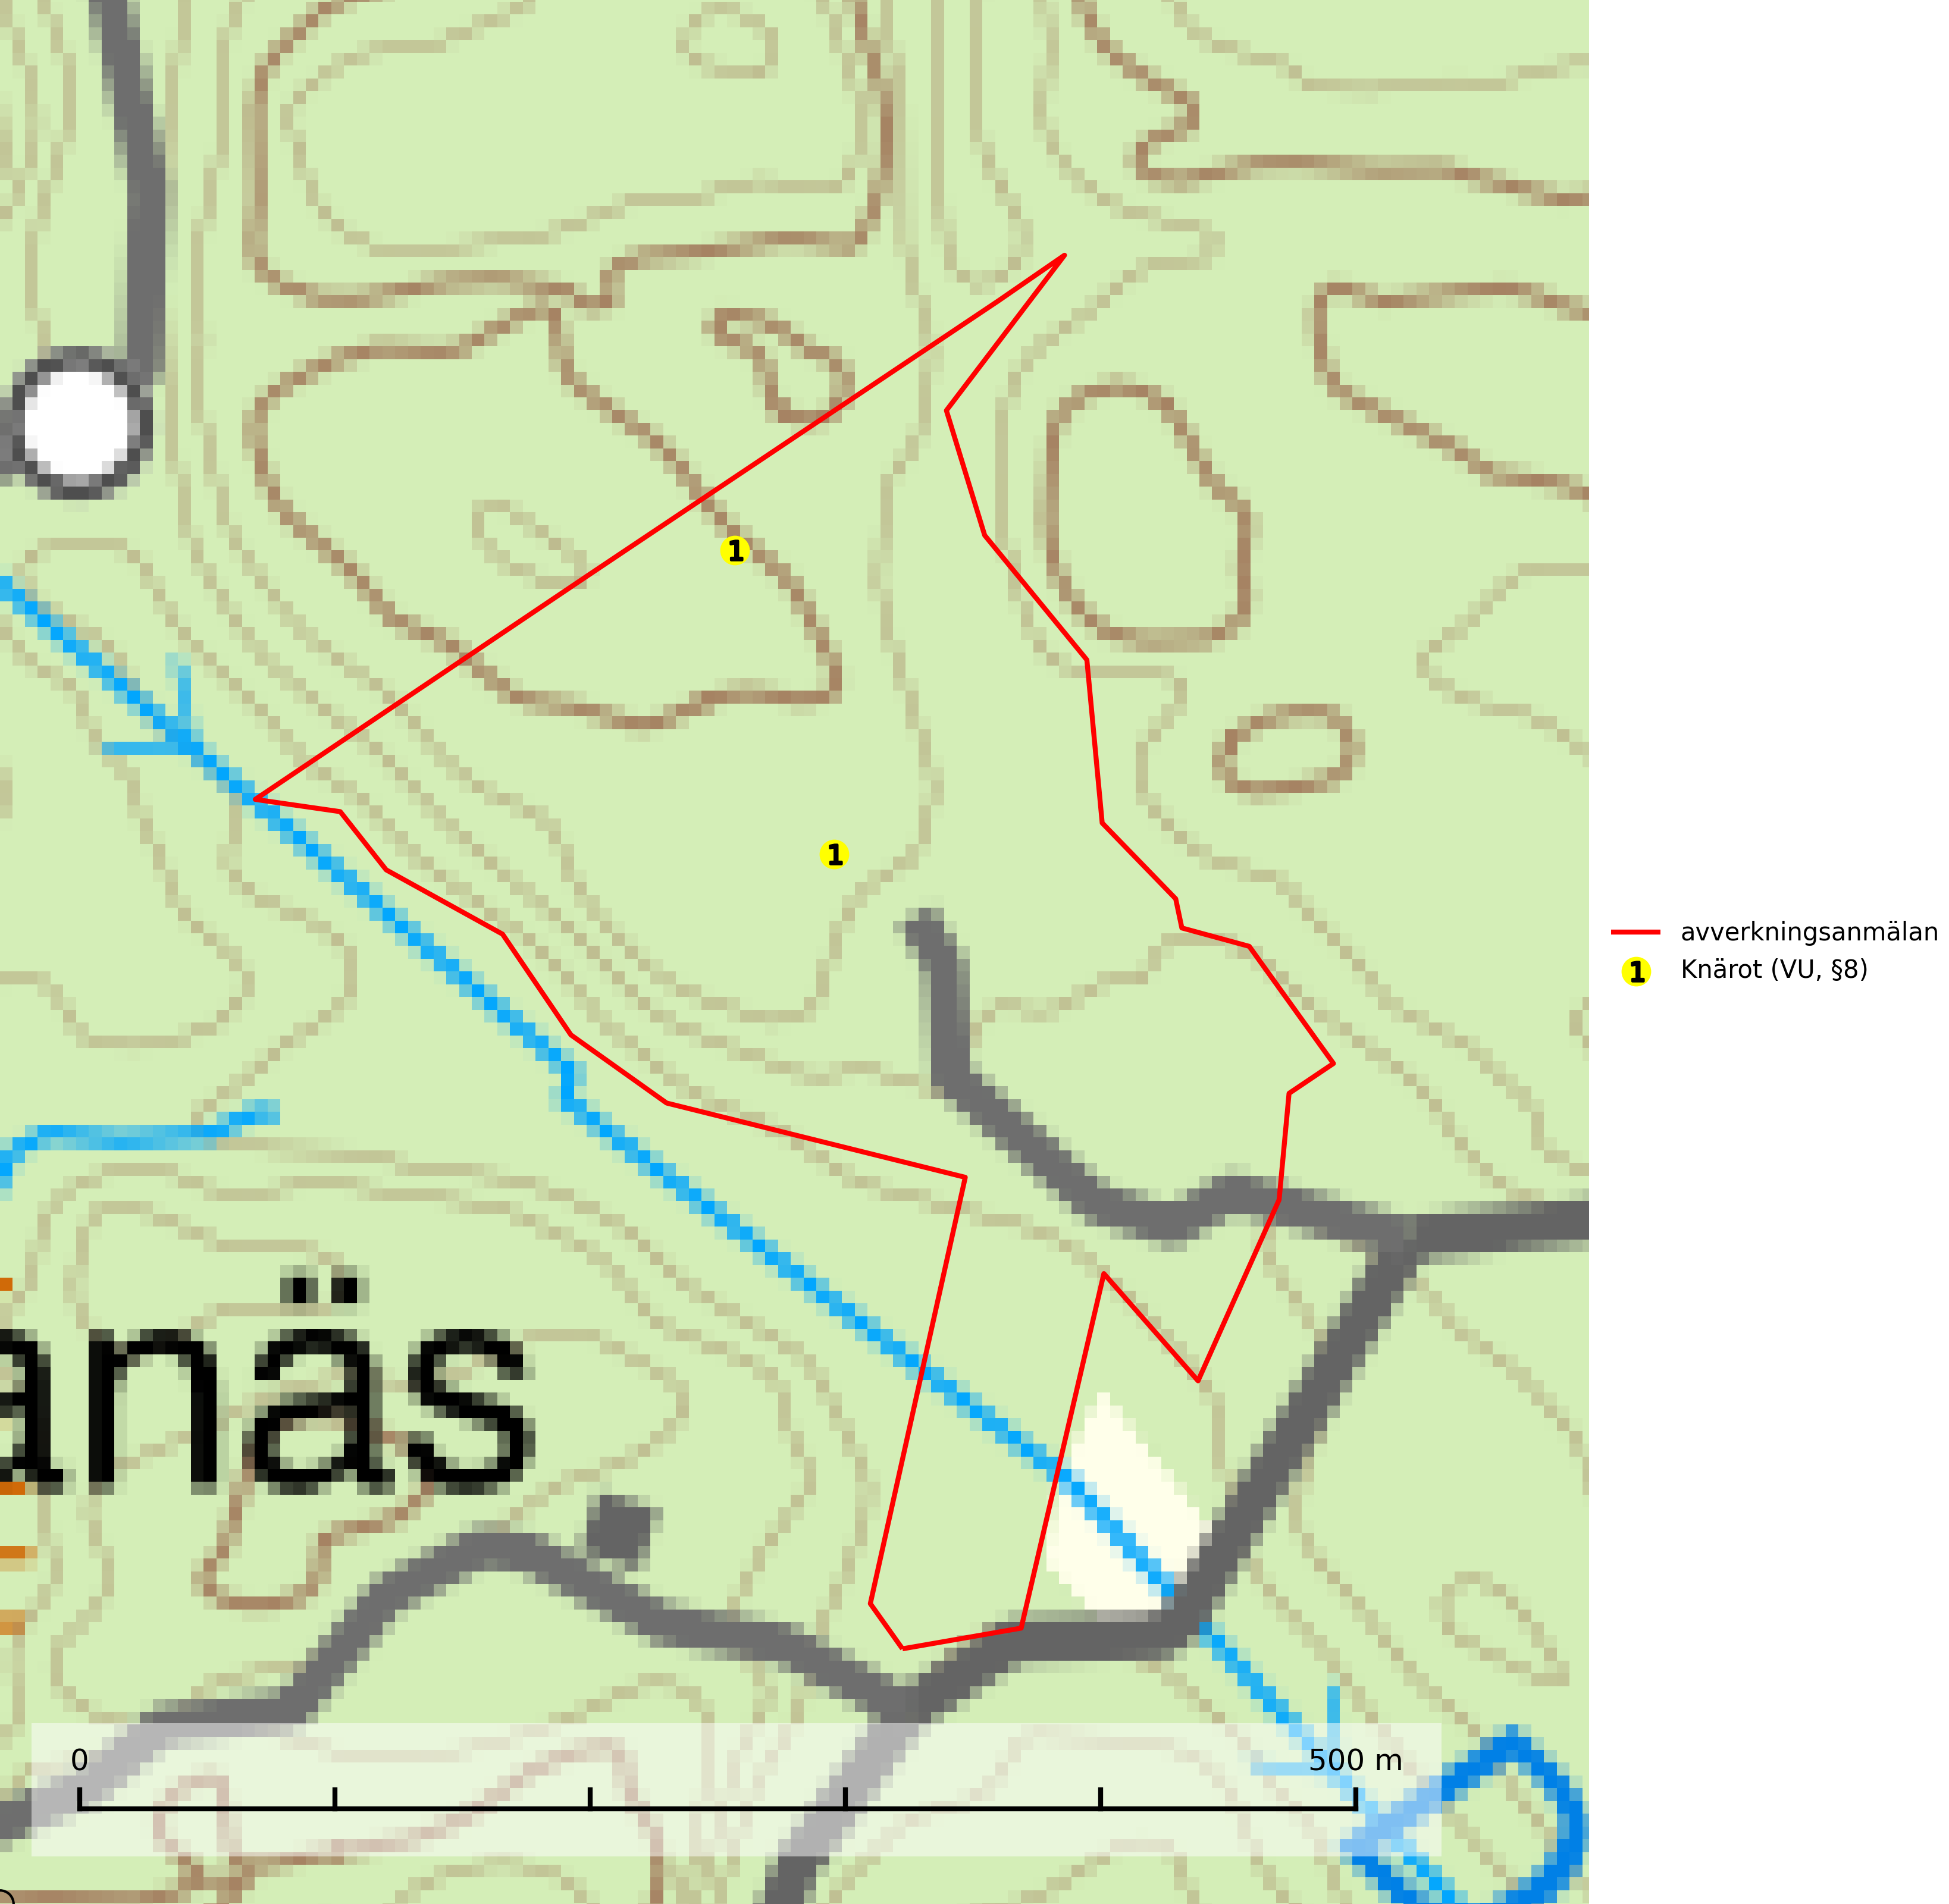 1
1
avverkningsanmälan
1 Knärot (VU, §8)
anäs
0 500 m